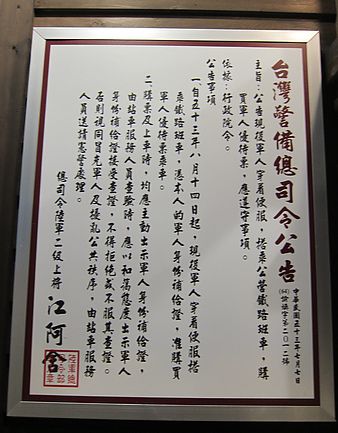 台灣警備總司令公告
中華民國五十三年七月七日
字第二〇一二號
主旨：公告現役軍人穿着便服，搭乘公營鐵路班車，購
買軍人優待票，應遵守事項。
依據：行政院令。
公告事項
一自五十三年八月十四日起，現役軍人穿着便服搭
乘鐵路班車，憑本人的軍人身份補給證，准購買
軍人優待票乘車。
二、購票及上車時，均應主動出示軍人身份補給證，
由站車服務人員查驗時，應以和藹態度出示軍人
身份補給證接受查證，不得拒絕或不服其查證。
否則視同冒充軍人及擾亂公共秩序，由站車服務
人員送請憲警處理。
總司令陸軍二級上將 江阿舍